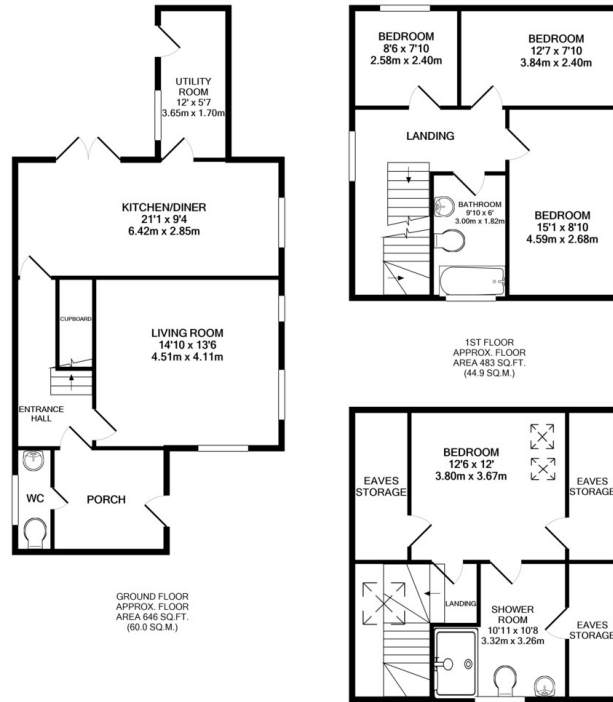 UTILITY
ROOM
12' x 5'7
3.65m x 1.70m
KITCHEN/DINER
21'1 x 9'4
6.42m x 2.85m
CUPBOARD
LIVING ROOM
14'10 x 13'6
4.51m x 4.11m
ENTRANCE
HALL
WC
PORCH
GROUND FLOOR
APPROX. FLOOR
AREA 646 SQ.FT.
(60.0 SQ.M.)
BEDROOM
8'6 x 7'10
2.58m x 2.40m
BEDROOM
12'7 x 7'10
3.84m x 2.40m
LANDING
BATHROOM
9'10 x 6'
3.00m x 1.82m
BEDROOM
15'1 x 8'10
4.59m x 2.68m
1ST FLOOR
APPROX. FLOOR
AREA 483 SQ.FT.
(44.9 SQ.M.)
EAVES
STORAGE
BEDROOM
12'6 x 12'
3.80m x 3.67m
EAVES
STORAGE
LANDING
SHOWER
ROOM
10'11 x 10'8
3.32m x 3.26m
EAVES
STORAGE